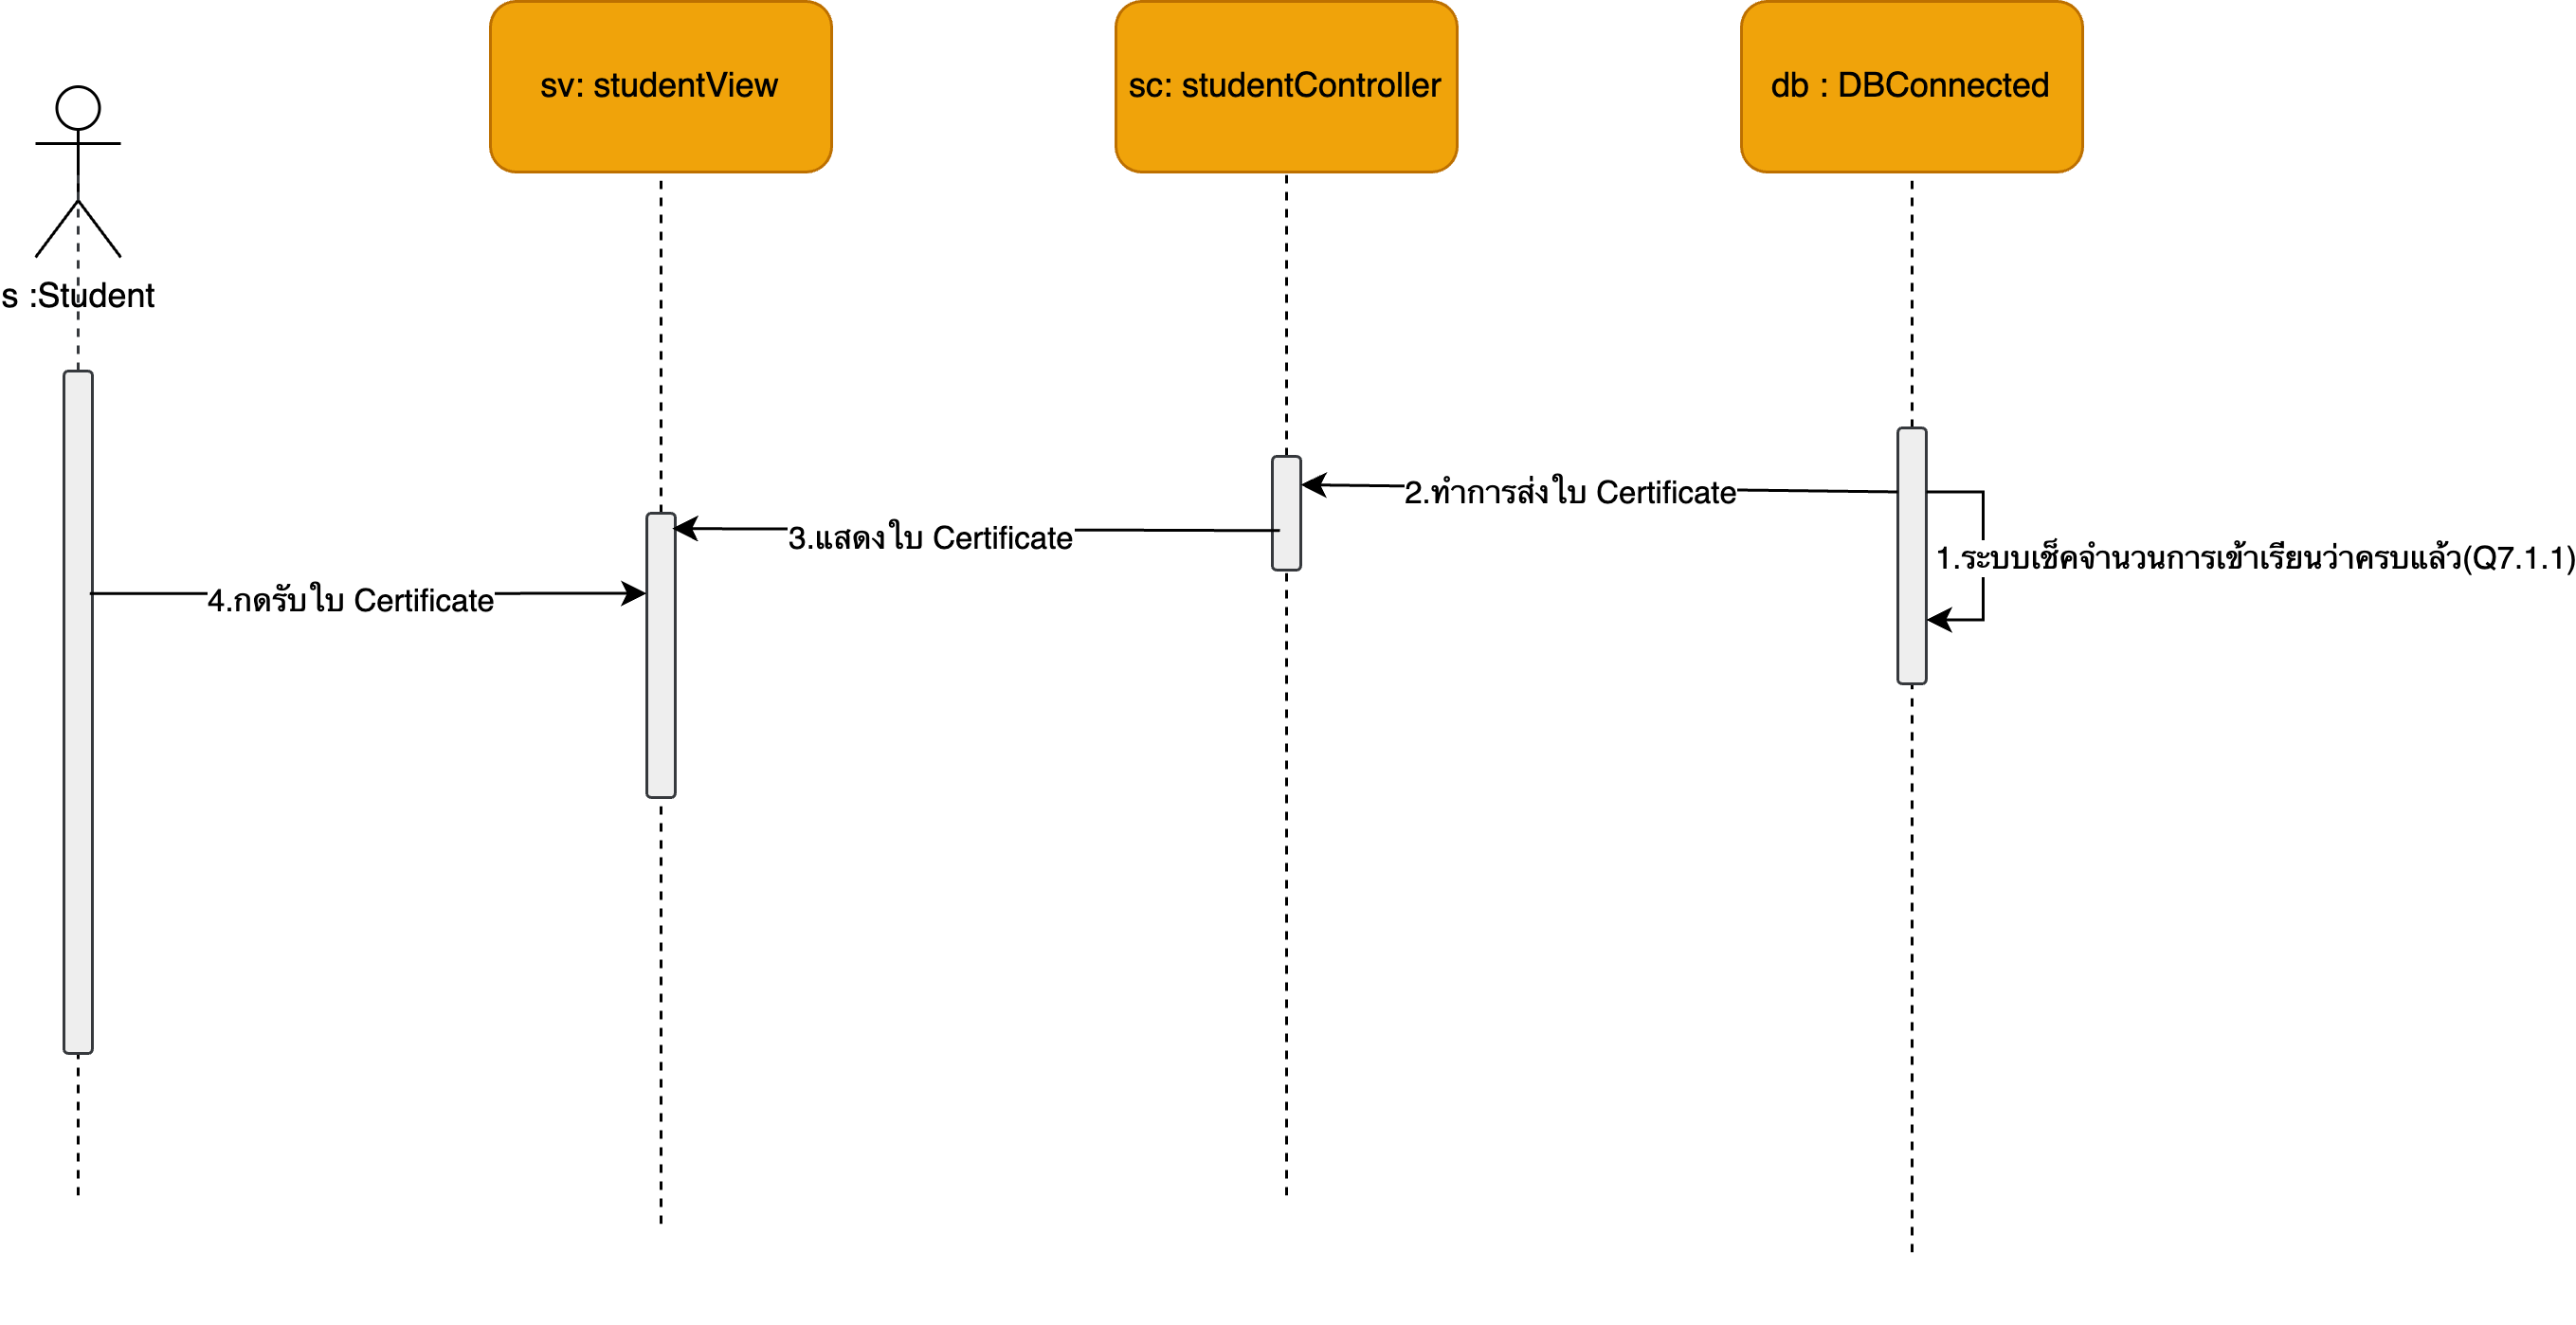 sv: studentView
sc: studentController
db : DBConnected
s :Student
2.ทำการส่งใบ Certificate
3.แสดงใบ Certificate
1.ระบบเช็คจำนวนการเข้าเรียนว่าครบแล้ว(Q7.1.1)
4.กดรับใบ Certificate